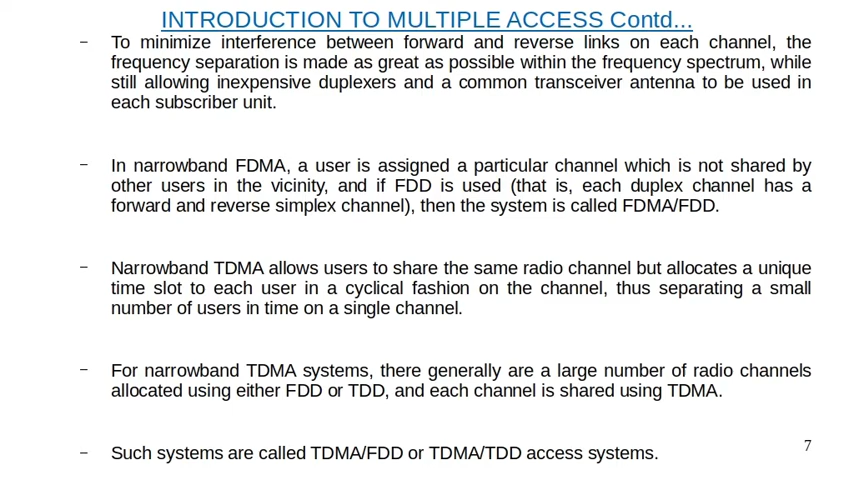 INTRODUCTION TO MULTIPLE ACCESS Contd...
– To minimize interference between forward and reverse links on each channel, the
frequency separation is made as great as possible within the frequency spectrum, while
still allowing inexpensive duplexers and a common transceiver antenna to be used in
each subscriber unit.
– In narrowband FDMA, a user is assigned a particular channel which is not shared by
other users in the vicinity, and if FDD is used (that is, each duplex channel has a
forward and reverse simplex channel), then the system is called FDMA/FDD.
– Narrowband TDMA allows users to share the same radio channel but allocates a unique
time slot to each user in a cyclical fashion on the channel, thus separating a small
number of users in time on a single channel.
– For narrowband TDMA systems, there generally are a large number of radio channels
allocated using either FDD or TDD, and each channel is shared using TDMA.
– Such systems are called TDMA/FDD or TDMA/TDD access systems.
7